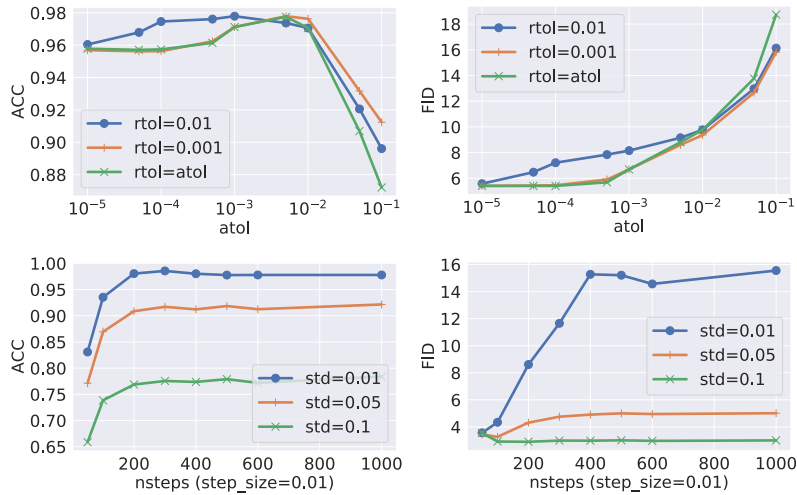 0.98
0.96
0.94
0.92
0.90
0.88
ACC
rtol=0.01
rtol=0.001
rtol=atol
10⁻⁵ 10⁻⁴ 10⁻³ 10⁻² 10⁻¹
atol
18
16
14
12
10
8
6
FID
rtol=0.01
rtol=0.001
rtol=atol
10⁻⁵ 10⁻⁴ 10⁻³ 10⁻² 10⁻¹
atol
1.00
0.95
0.90
0.85
0.80
0.75
0.70
0.65
ACC
std=0.01
std=0.05
std=0.1
200 400 600 800 1000
nsteps (step_size=0.01)
16
14
12
10
8
6
4
FID
std=0.01
std=0.05
std=0.1
200 400 600 800 1000
nsteps (step_size=0.01)